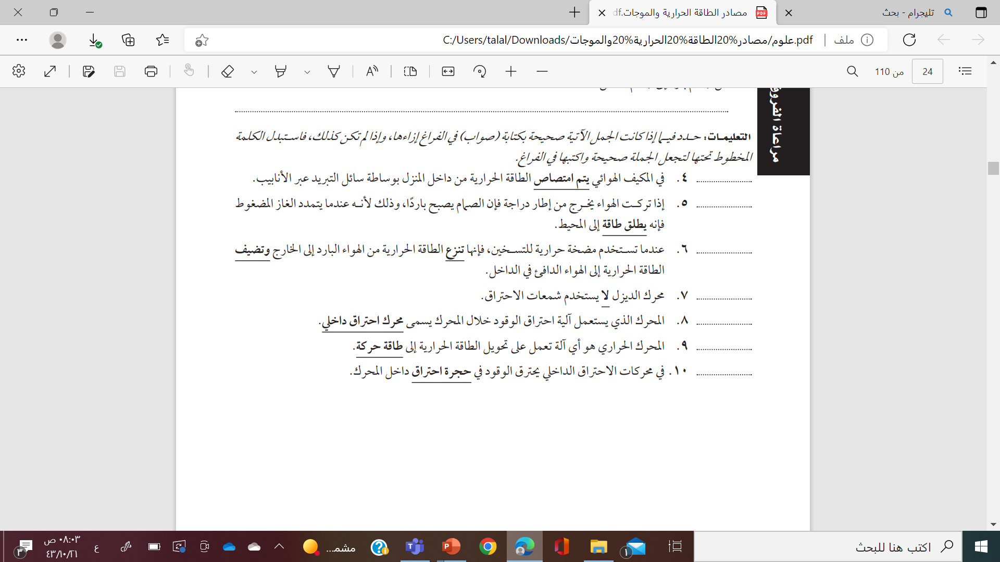 تليجرام - بحث
مصادر الطاقة الحرارية والموجات.df
PDF
ملف
C:/Users/talal/Downloads/علوم/مصادر%20الطاقة%20الحرارية%20والموجات.pdf
24
من 110
مراعاة الفروق
التعليمات: حدد فيما إذا كانت الجمل الآتية صحيحة بكتابة (صواب) في الفراغ إزاءها، وإذا لم تكن كذلك، فاستبدل الكلمة
المخطوط تحتها لتجعل الجملة صحيحة واكتبها في الفراغ.
٤. في المكيف الهوائي يتم امتصاص الطاقة الحرارية من داخل المنزل بوساطة سائل التبريد عبر الأنابيب.
٥. إذا تركت الهواء يخرج من إطار دراجة فإن الصمام يصبح باردًا، وذلك لأنه عندما يتمدد الغاز المضغوط
فإنه يطلق طاقة إلى المحيط.
٦. عندما تستخدم مضخة حرارية للتسخين، فإنها تنزع الطاقة الحرارية من الهواء البارد إلى الخارج وتضيف
الطاقة الحرارية إلى الهواء الدافئ في الداخل.
٧. محرك الديزل لا يستخدم شمعات الاحتراق.
٨. المحرك الذي يستعمل آلية احتراق الوقود خلال المحرك يسمى محرك احتراق داخلي.
٩. المحرك الحراري هو أي آلة تعمل على تحويل الطاقة الحرارية إلى طاقة حركة.
١٠. في محركات الاحتراق الداخلي يحترق الوقود في حجرة احتراق داخل المحرك.
اكتب هنا للبحث
١
مشم...
ع
٠٨:٠٣ ص
٤٣/١٠/٢١
٣